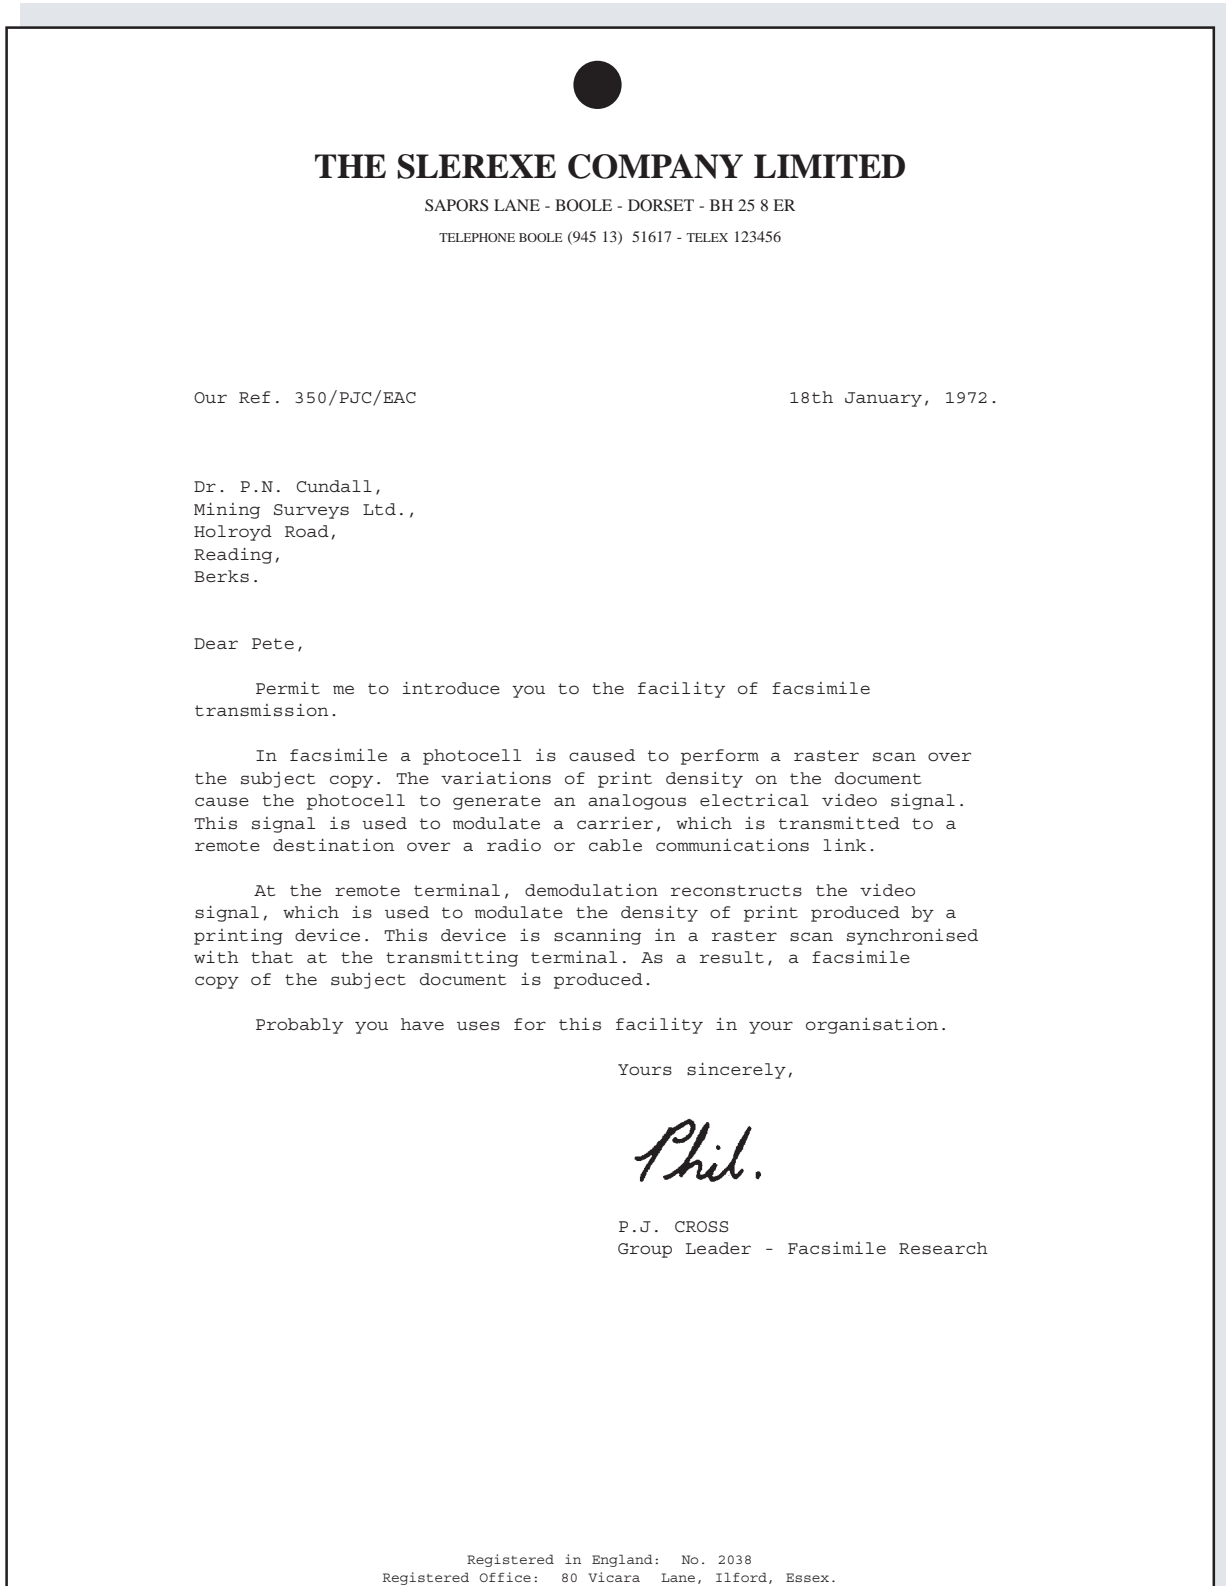 THE SLEREXE COMPANY LIMITED
SAPORS LANE - BOOLE - DORSET - BH 25 8 ER
TELEPHONE BOOLE (945 13) 51617 - TELEX 123456
Our Ref. 350/PJC/EAC 18th January, 1972.
Dr. P.N. Cundall,
Mining Surveys Ltd.,
Holroyd Road,
Reading,
Berks.
Dear Pete,
Permit me to introduce you to the facility of facsimile
transmission.
In facsimile a photocell is caused to perform a raster scan over
the subject copy. The variations of print density on the document
cause the photocell to generate an analogous electrical video signal.
This signal is used to modulate a carrier, which is transmitted to a
remote destination over a radio or cable communications link.
At the remote terminal, demodulation reconstructs the video
signal, which is used to modulate the density of print produced by a
printing device. This device is scanning in a raster scan synchronised
with that at the transmitting terminal. As a result, a facsimile
copy of the subject document is produced.
Probably you have uses for this facility in your organisation.
Yours sincerely,
Phil.
P.J. CROSS
Group Leader - Facsimile Research
Registered in England: No. 2038
Registered Office: 80 Vicara Lane, Ilford, Essex.